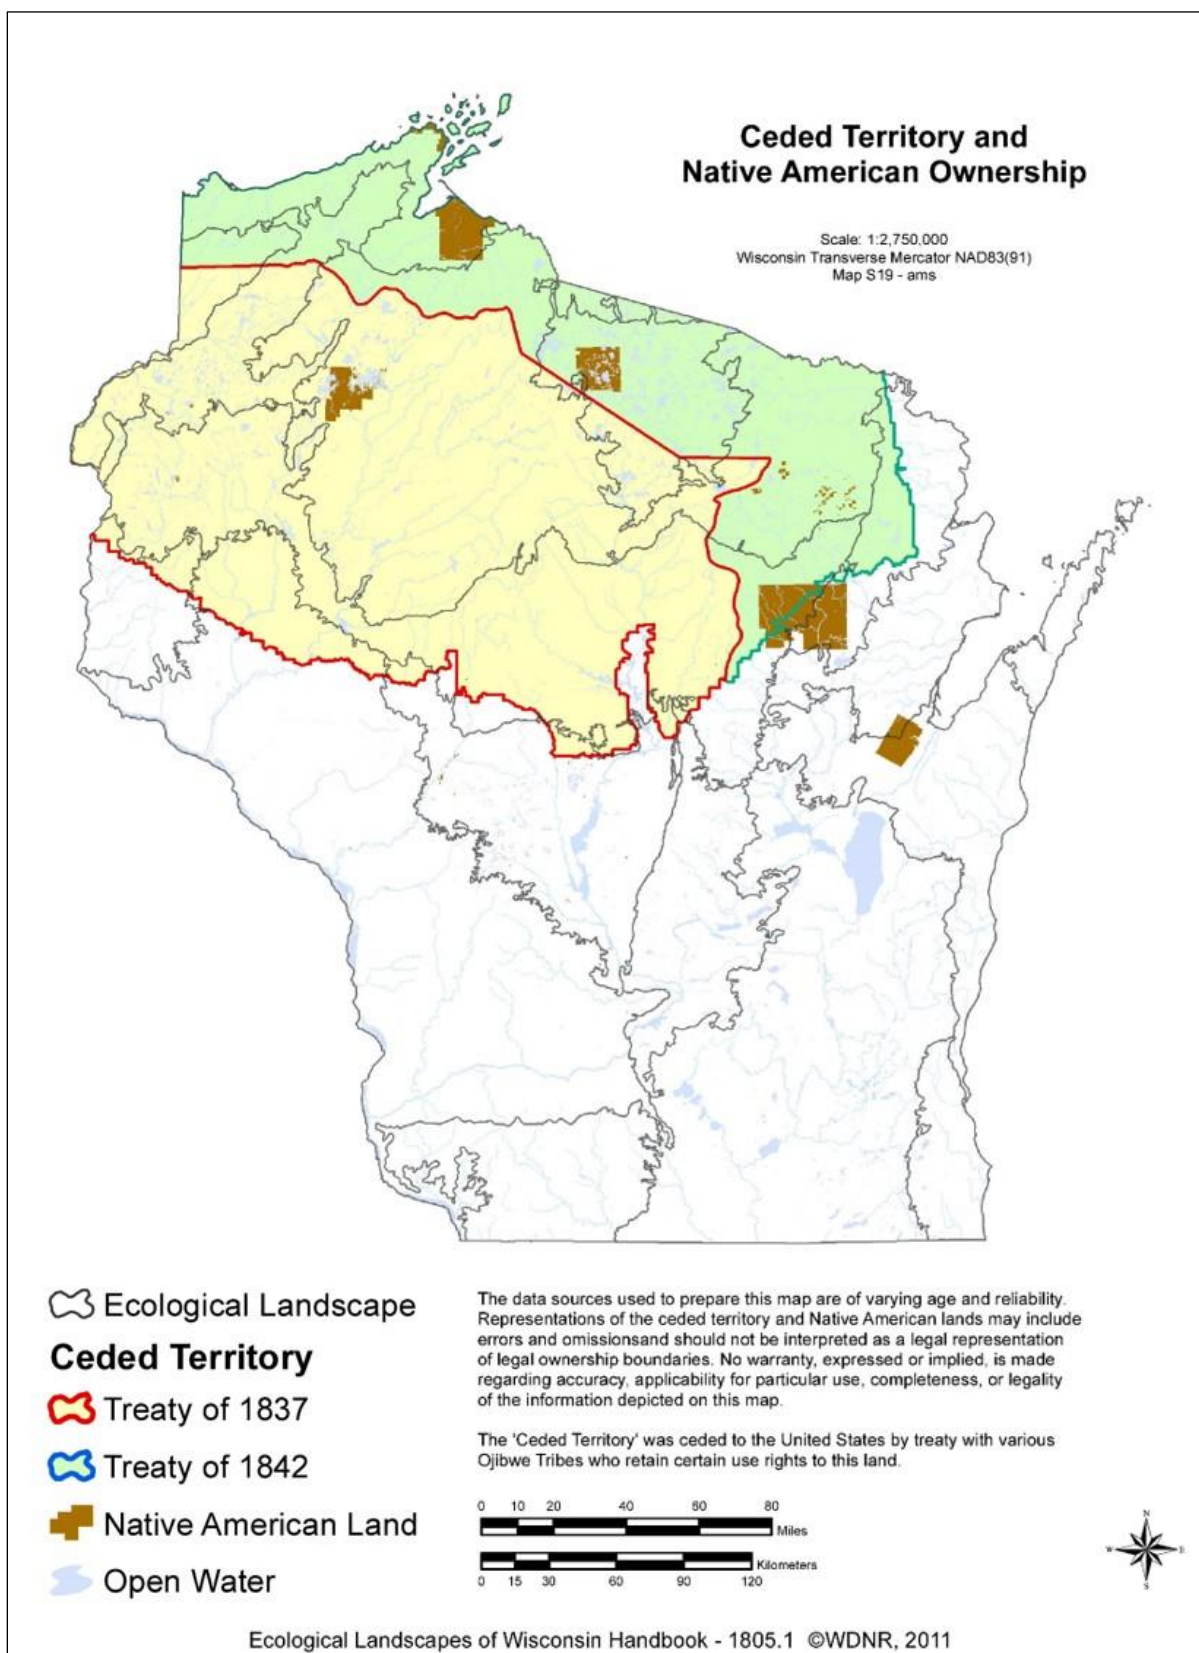 Ceded Territory and
Native American Ownership
Scale: 1:2,750,000
Wisconsin Transverse Mercator NAD83(91)
Map S19 - ams
Ecological Landscape
Ceded Territory
Treaty of 1837
Treaty of 1842
Native American Land
Open Water
The data sources used to prepare this map are of varying age and reliability.
Representations of the ceded territory and Native American lands may include
errors and omissionsand should not be interpreted as a legal representation
of legal ownership boundaries. No warranty, expressed or implied, is made
regarding accuracy, applicability for particular use, completeness, or legality
of the information depicted on this map.
The 'Ceded Territory' was ceded to the United States by treaty with various
Ojibwe Tribes who retain certain use rights to this land.
0 10 20 40 60 80
Miles
Kilometers
0 15 30 60 90 120
N
W E
S
Ecological Landscapes of Wisconsin Handbook - 1805.1 ©WDNR, 2011